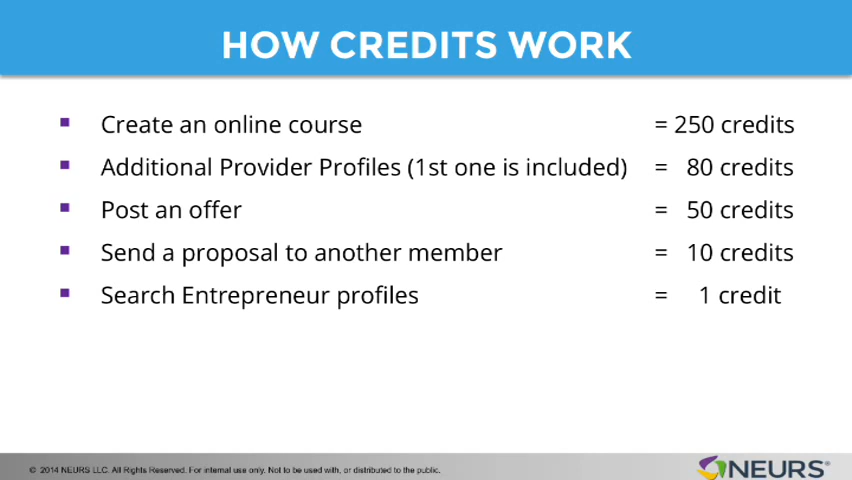 HOW CREDITS WORK
Create an online course = 250 credits
Additional Provider Profiles (1st one is included) = 80 credits
Post an offer = 50 credits
Send a proposal to another member = 10 credits
Search Entrepreneur profiles = 1 credit
© 2014 NEURS LLC. All Rights Reserved. For internal use only. Not to be used with, or distributed to the public.
NEURS®